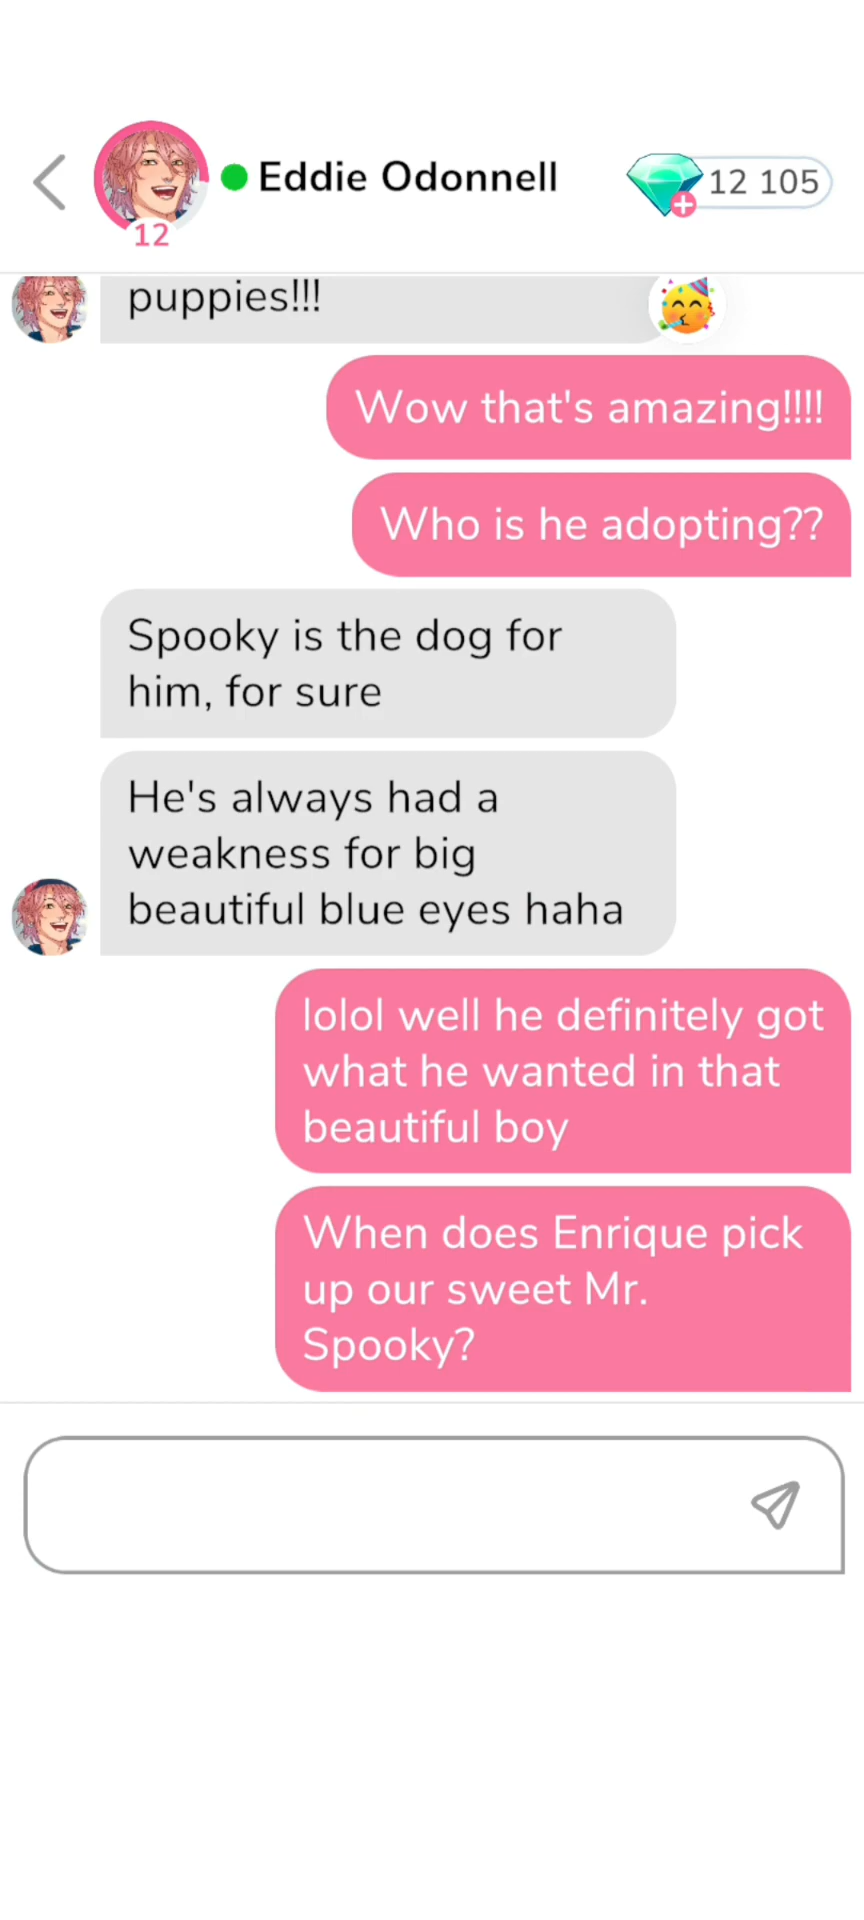 Eddie Odonnell
12 105
12
puppies!!!
Wow that's amazing!!!!
Who is he adopting??
Spooky is the dog for
him, for sure
He's always had a
weakness for big
beautiful blue eyes haha
lolol well he definitely got
what he wanted in that
beautiful boy
When does Enrique pick
up our sweet Mr.
Spooky?